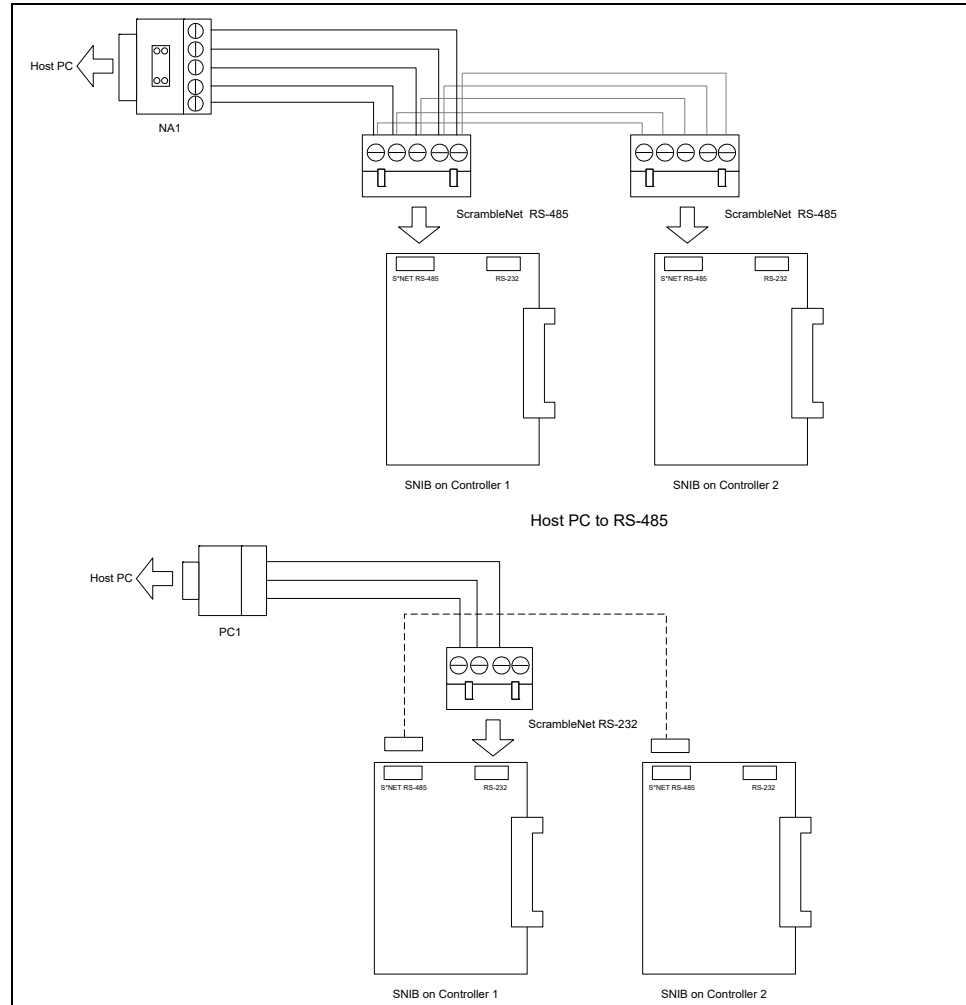 Host PC
NA1
ScrambleNet RS-485
ScrambleNet RS-485
S*NET RS-485
RS-232
S*NET RS-485
RS-232
SNIB on Controller 1
SNIB on Controller 2
Host PC to RS-485
Host PC
PC1
ScrambleNet RS-232
S*NET RS-485
RS-232
S*NET RS-485
RS-232
SNIB on Controller 1
SNIB on Controller 2